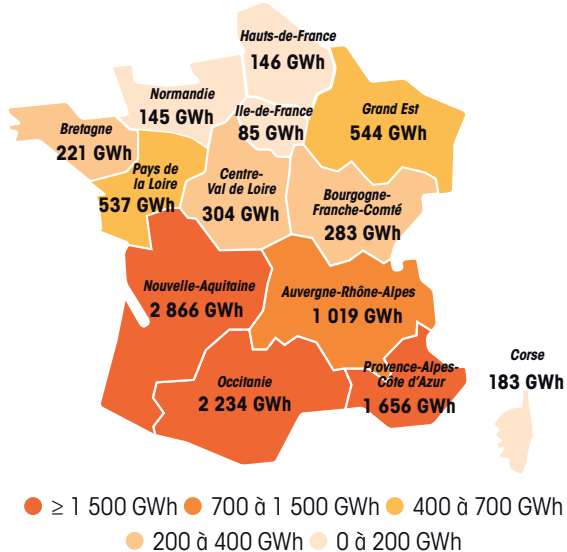 Hauts-de-France
146 GWh
Normandie
145 GWh
Ile-de-France
85 GWh
Grand Est
544 GWh
Bretagne
221 GWh
Pays de
la Loire
537 GWh
Centre-
Val de Loire
304 GWh
Bourgogne-
Franche-Comté
283 GWh
Nouvelle-Aquitaine
2 866 GWh
Auvergne-Rhône-Alpes
1 019 GWh
Occitanie
2 234 GWh
Provence-Alpes-
Côte d'Azur
1 656 GWh
Corse
183 GWh
≥ 1 500 GWh 700 à 1 500 GWh 400 à 700 GWh
200 à 400 GWh 0 à 200 GWh